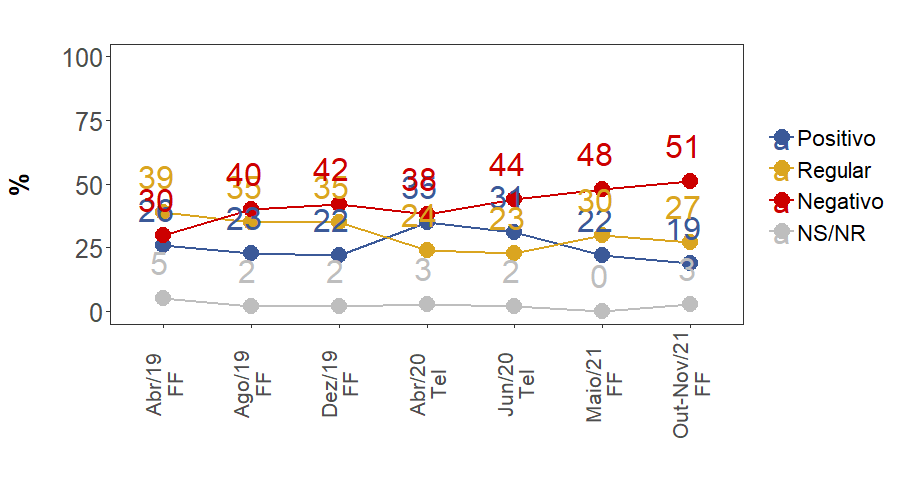 100
75
50
25
0
%
39 35 35 24 23 30 27
30 40 42 38 44 48 51
26 23 22 35 31 22 19
5 2 2 3 2 0 3
Abr/19
FF
Ago/19
FF
Dez/19
FF
Abr/20
Tel
Jun/20
Tel
Maio/21
FF
Out-Nov/21
FF
a Positivo
a Regular
a Negativo
a NS/NR